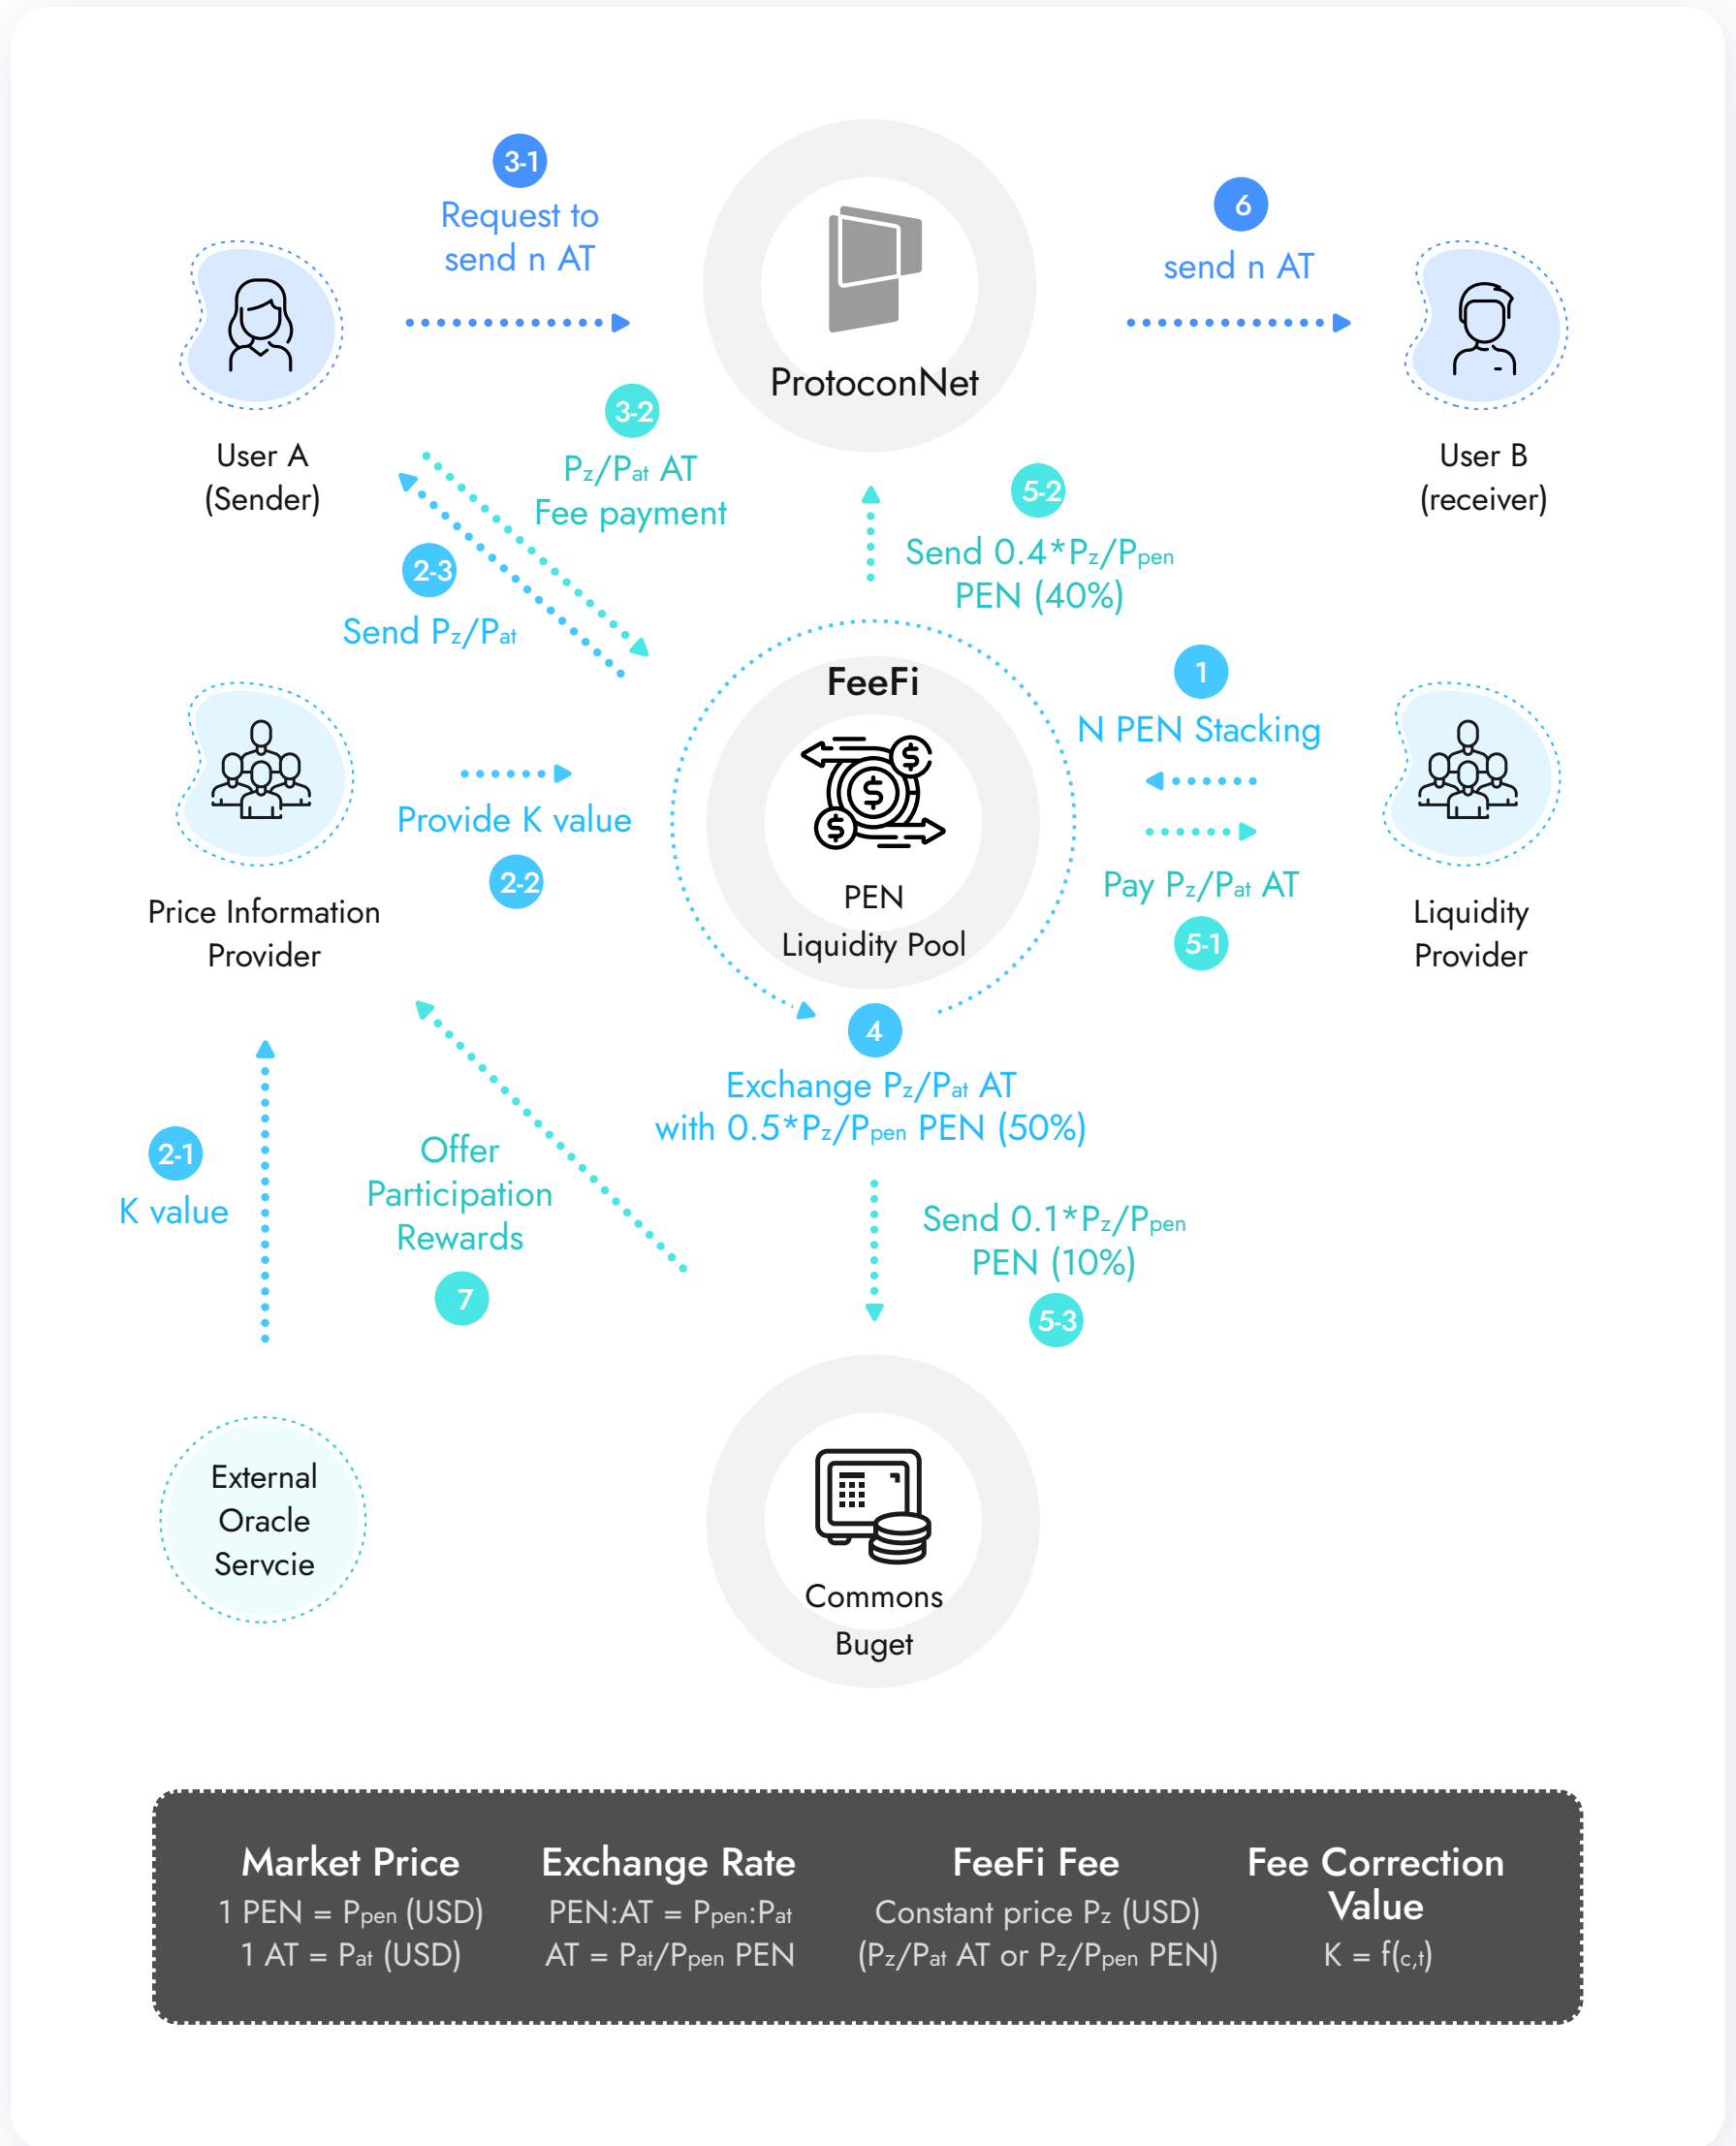 3-1
Request to
send n AT
6
send n AT
ProtoconNet
User A
(Sender)
User B
(receiver)
3-2
Pz/Pat AT
Fee payment
5-2
Send 0.4*Pz/Ppen
PEN (40%)
2-3
Send Pz/Pat
FeeFi
PEN
Liquidity Pool
1
N PEN Stacking
Pay Pz/Pat AT
5-1
Provide K value
2-2
Price Information
Provider
Liquidity
Provider
4
Exchange Pz/Pat AT
with 0.5*Pz/Ppen PEN (50%)
2-1
K value
Offer
Participation
Rewards
7
Send 0.1*Pz/Ppen
PEN (10%)
5-3
External
Oracle
Servcie
Commons
Buget
Market Price
1 PEN = Ppen (USD)
1 AT = Pat (USD)
Exchange Rate
PEN:AT = Ppen:Pat
AT = Pat/Ppen PEN
FeeFi Fee
Constant price Pz (USD)
(Pz/Pat AT or Pz/Ppen PEN)
Fee Correction
Value
K = f(c,t)